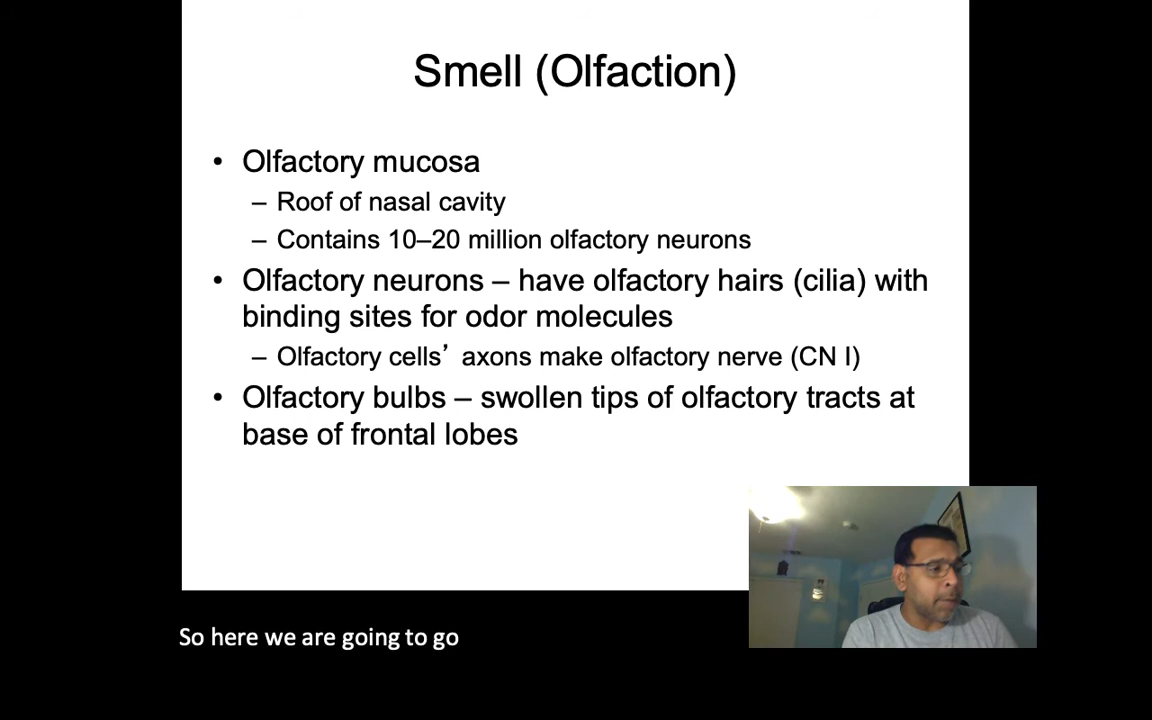 Smell (Olfaction)
• Olfactory mucosa
– Roof of nasal cavity
– Contains 10–20 million olfactory neurons
• Olfactory neurons – have olfactory hairs (cilia) with
binding sites for odor molecules
– Olfactory cells’ axons make olfactory nerve (CN I)
• Olfactory bulbs – swollen tips of olfactory tracts at
base of frontal lobes
So here we are going to go